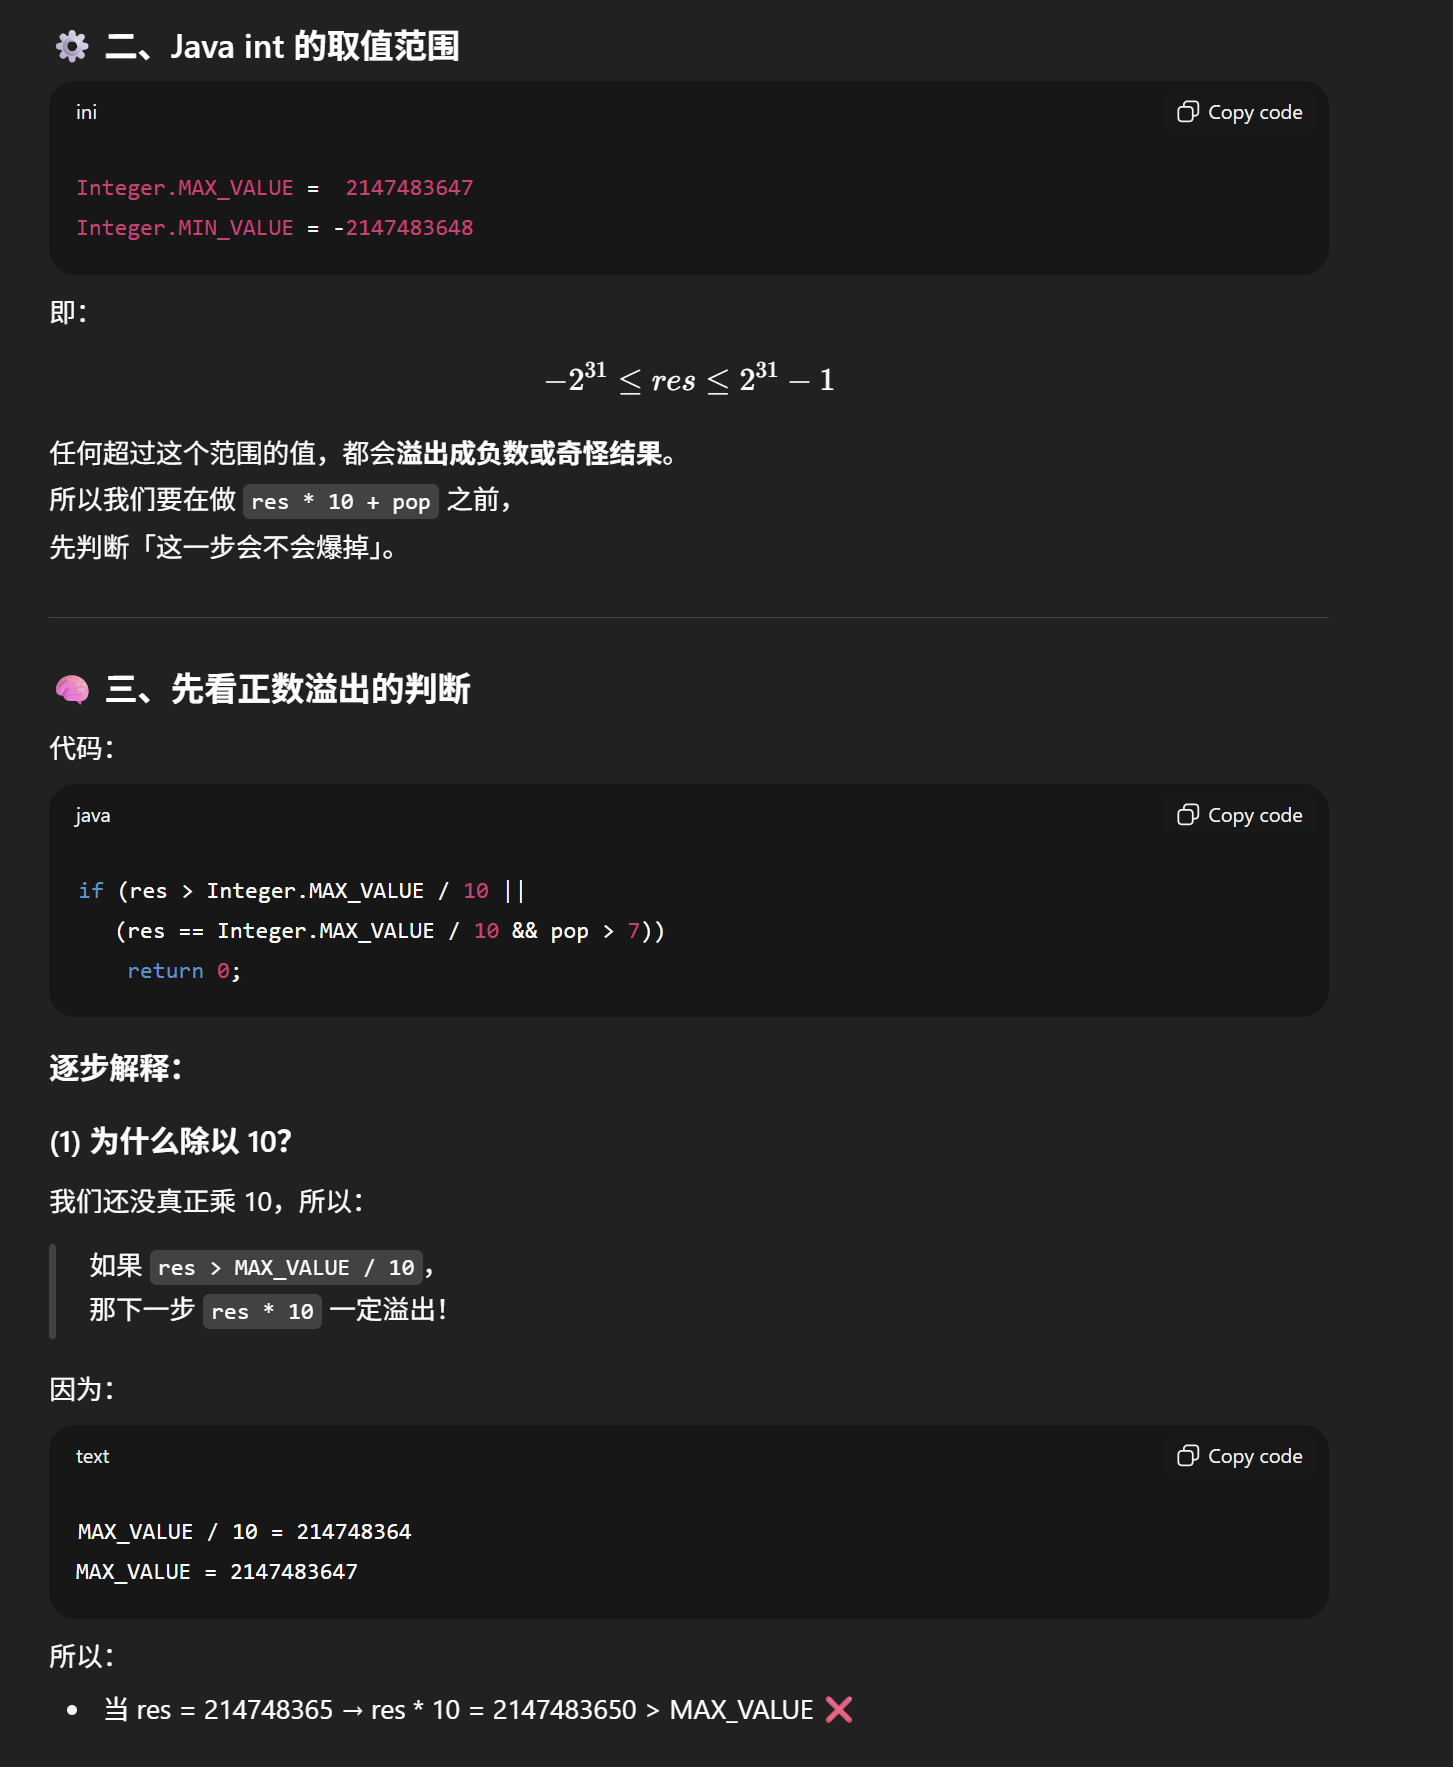 ⚙️ 二、Java int 的取值范围
ini
Copy code
Integer.MAX_VALUE =  2147483647
Integer.MIN_VALUE = -2147483648
即：
−2³¹ ≤ res ≤ 2³¹ − 1
任何超过这个范围的值，都会溢出成负数或奇怪结果。
所以我们要在做 res * 10 + pop 之前，
先判断「这一步会不会爆掉」。
🧠 三、先看正数溢出的判断
代码：
java
Copy code
if (res > Integer.MAX_VALUE / 10 ||
   (res == Integer.MAX_VALUE / 10 && pop > 7))
    return 0;
逐步解释：
(1) 为什么除以 10？
我们还没真正乘 10，所以：
如果 res > MAX_VALUE / 10，
那下一步 res * 10 一定溢出！
因为：
text
Copy code
MAX_VALUE / 10 = 214748364
MAX_VALUE = 2147483647
所以：
• 当 res = 214748365 → res * 10 = 2147483650 > MAX_VALUE ❌